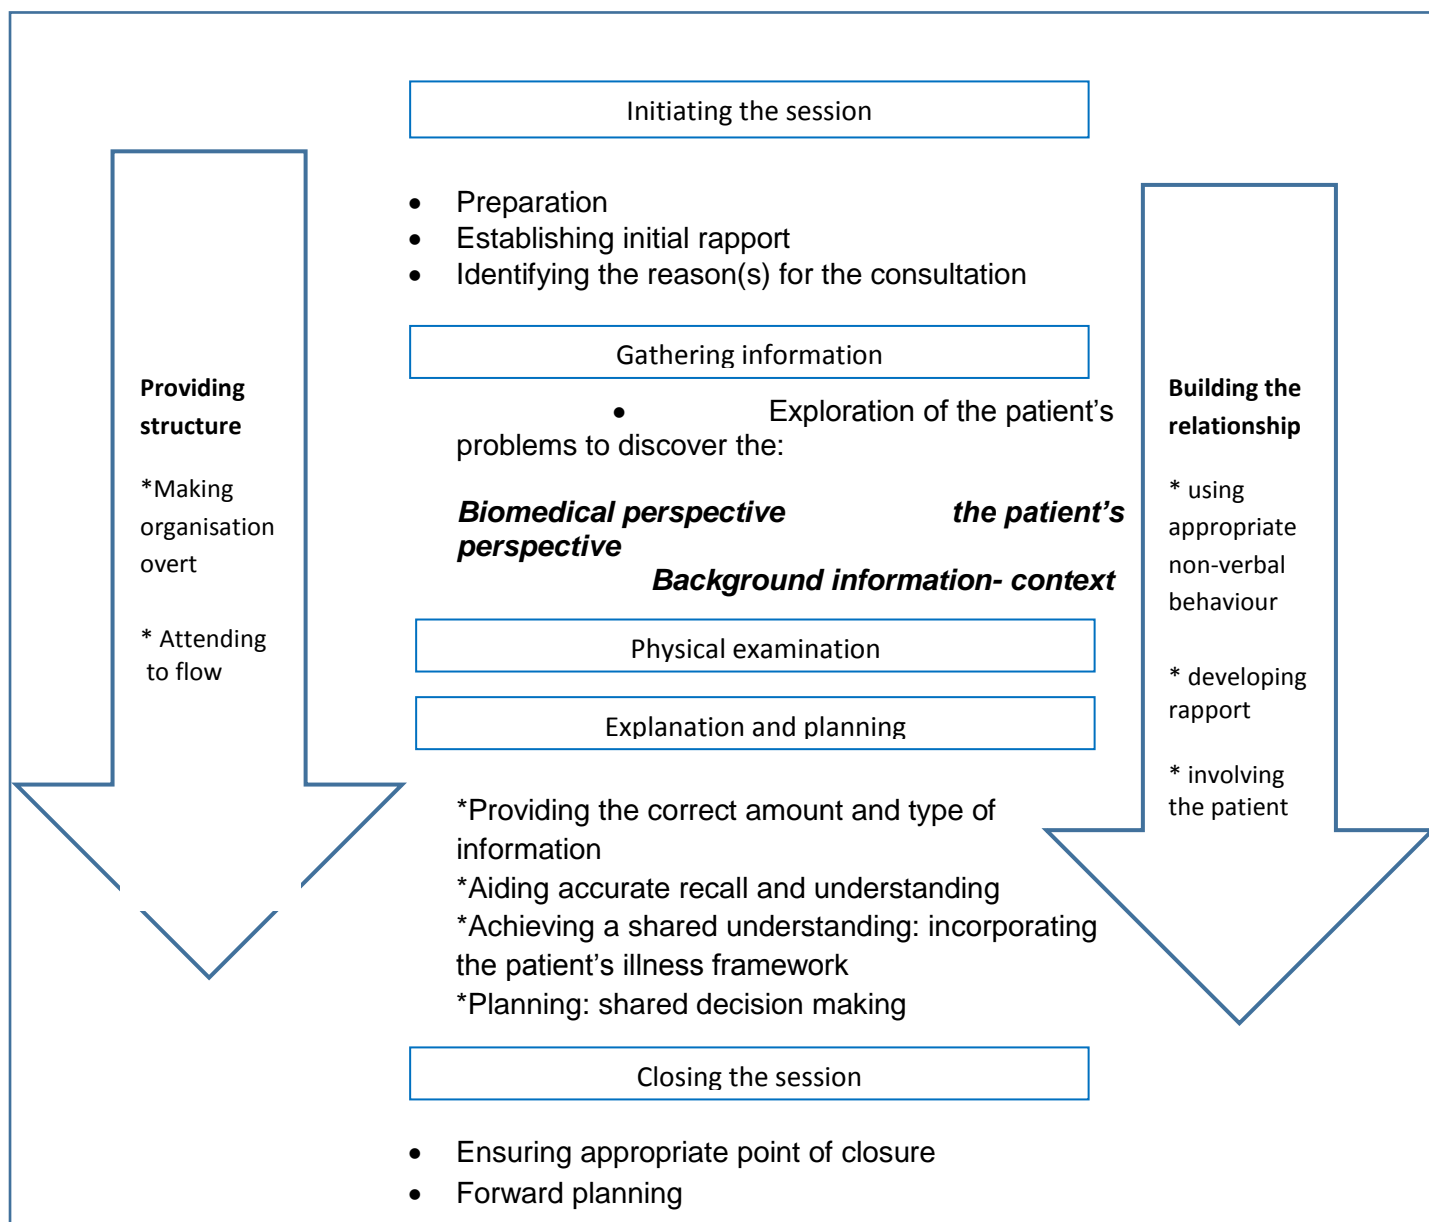 Initiating the session
• Preparation
• Establishing initial rapport
• Identifying the reason(s) for the consultation
Gathering information
• Exploration of the patient’s
problems to discover the:
Biomedical perspective the patient’s
perspective
Background information- context
Physical examination
Explanation and planning
*Providing the correct amount and type of
information
*Aiding accurate recall and understanding
*Achieving a shared understanding: incorporating
the patient’s illness framework
*Planning: shared decision making
Closing the session
• Ensuring appropriate point of closure
• Forward planning
Providing
structure
*Making
organisation
overt
* Attending
to flow
Building the
relationship
* using
appropriate
non-verbal
behaviour
* developing
rapport
* involving
the patient